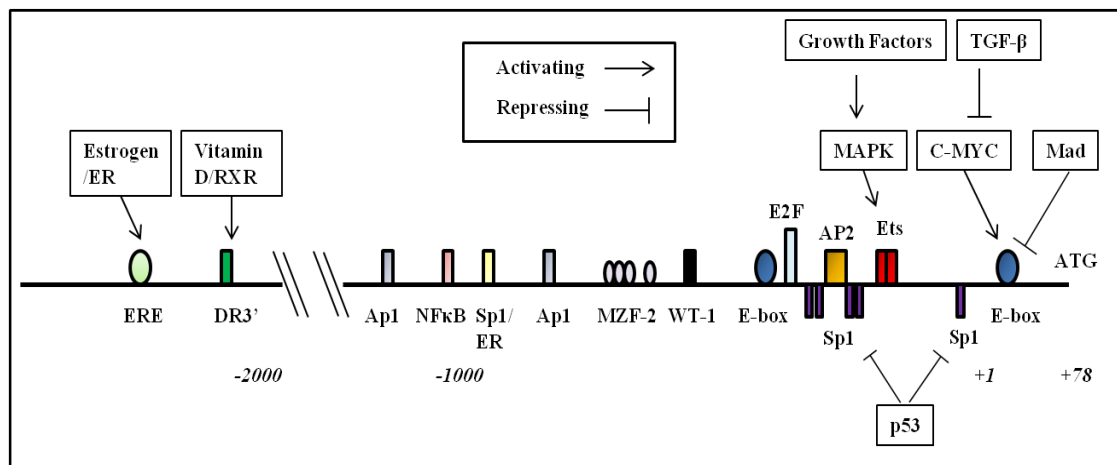 Growth Factors
TGF-β
Activating
Repressing
Estrogen
/ER
Vitamin
D/RXR
MAPK
C-MYC
Mad
E2F
AP2
Ets
ATG
ERE
DR3’
Ap1
NFκB
Sp1/
ER
Ap1
MZF-2
WT-1
E-box
Sp1
Sp1
E-box
-2000
-1000
+1
+78
p53